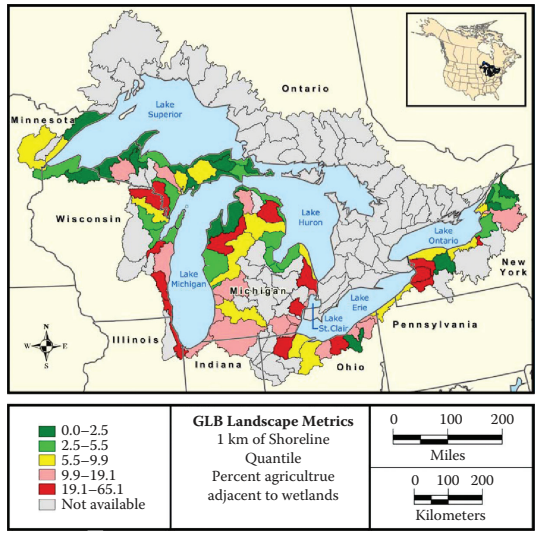 Ontario
Minnesota
Lake
Superior
Wisconsin
Lake
Huron
Lake
Ontario
New
York
Lake
Michigan
Michigan
Lake
Erie
Lake
St.Clair
Pennsylvania
Illinois
Indiana
Ohio
N
W
E
S
0.0–2.5
2.5–5.5
5.5–9.9
9.9–19.1
19.1–65.1
Not available
GLB Landscape Metrics
1 km of Shoreline
Quantile
Percent agricultrue
adjacent to wetlands
0 100 200
Miles
0 100 200
Kilometers